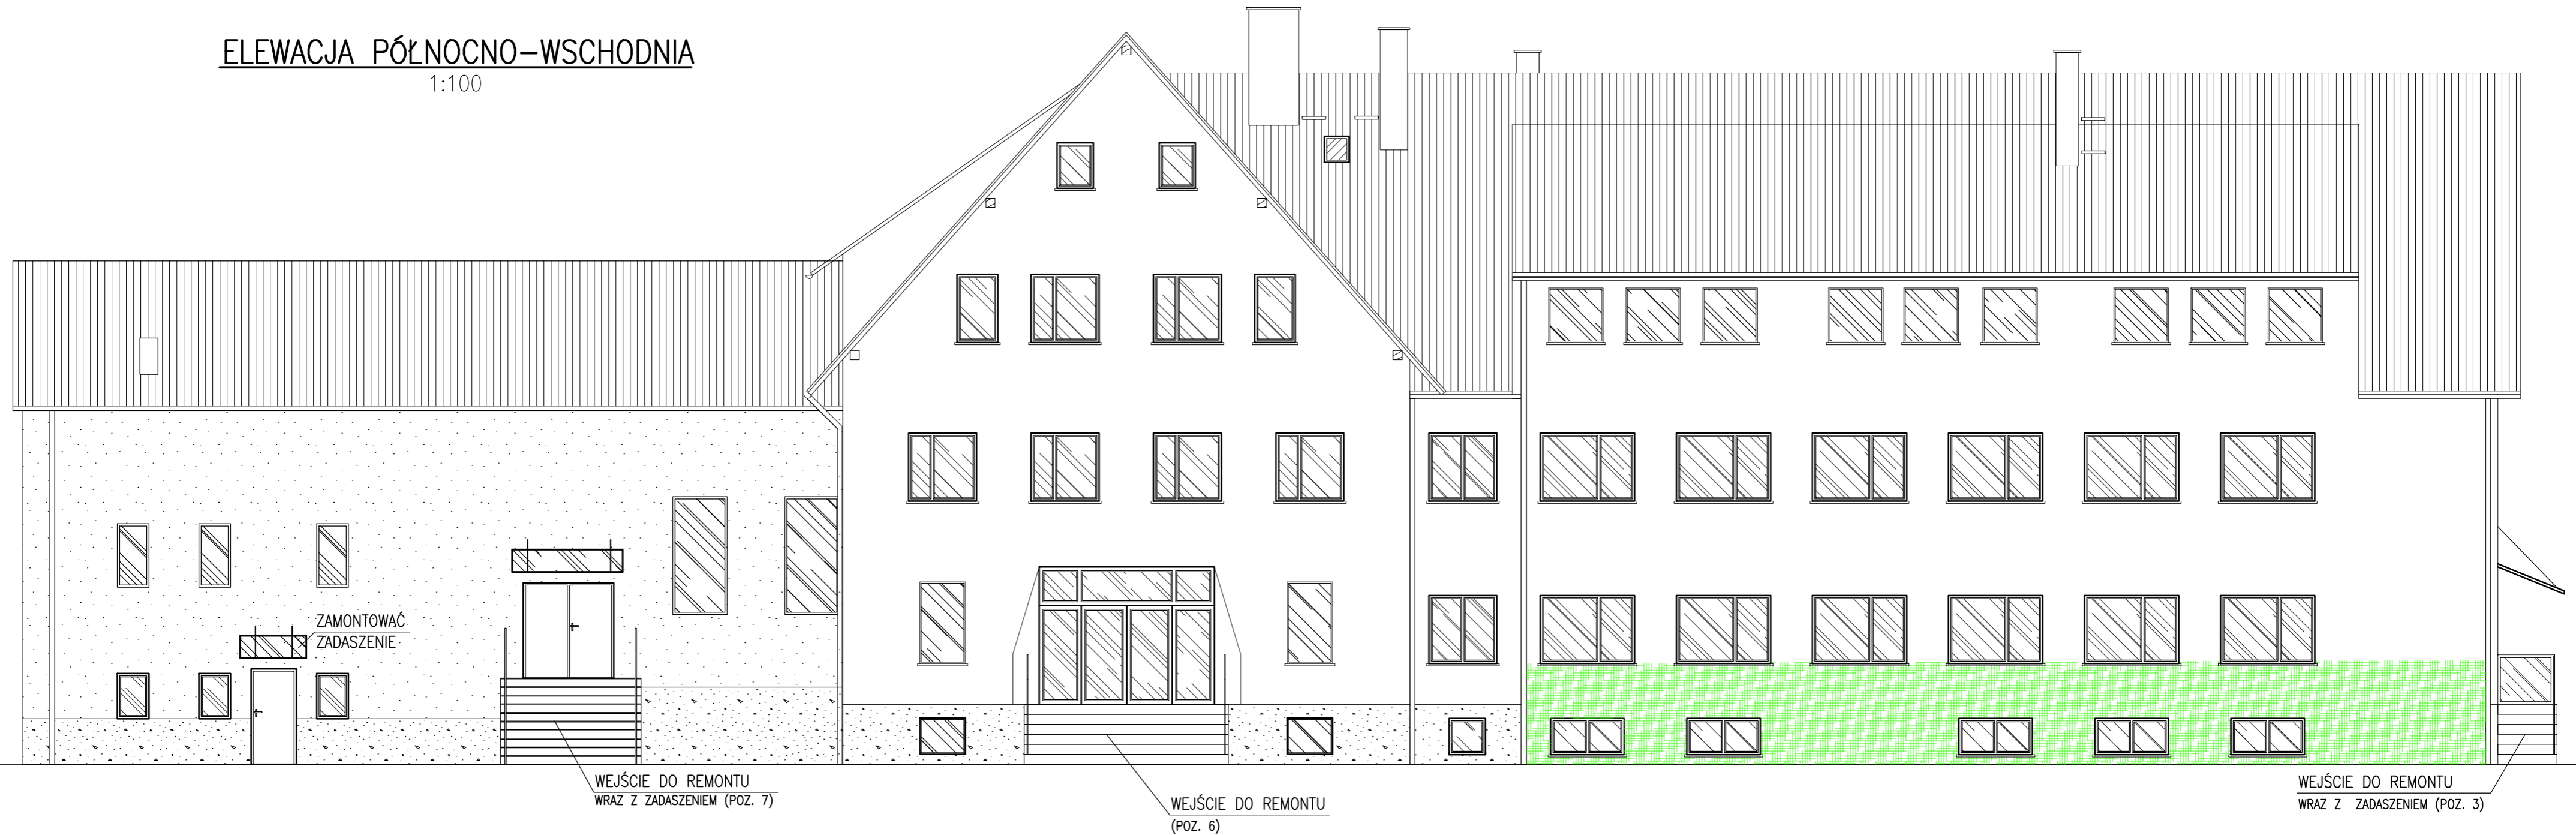 ELEWACJA PÓŁNOCNO-WSCHODNIA
1:100
ZAMONTOWAĆ
ZADASZENIE
WEJŚCIE DO REMONTU
WRAZ Z ZADASZENIEM (POZ. 7)
WEJŚCIE DO REMONTU
(POZ. 6)
WEJŚCIE DO REMONTU
WRAZ Z ZADASZENIEM (POZ. 3)